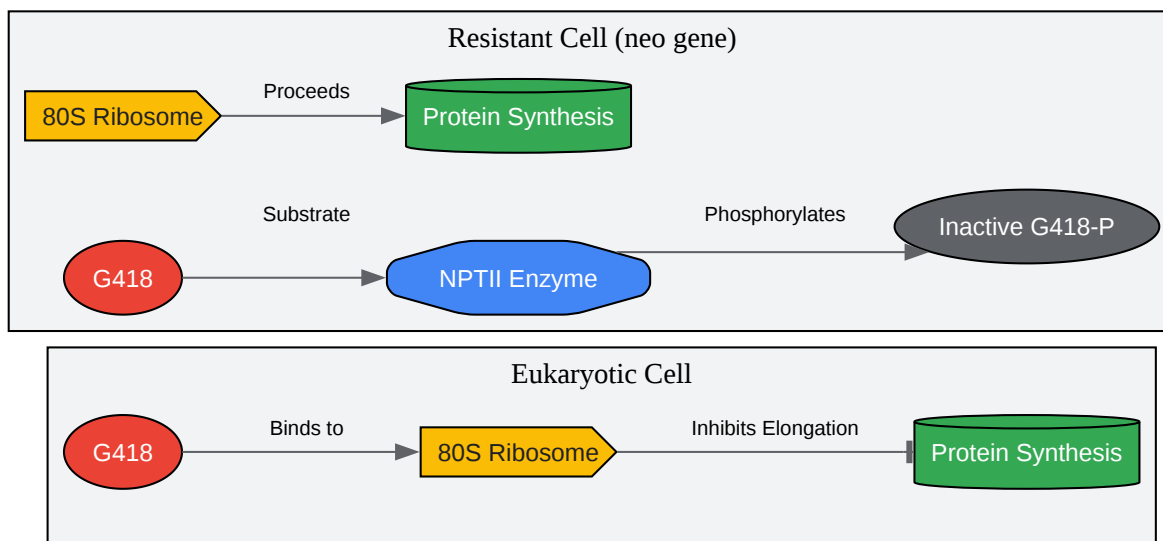 Resistant Cell (neo gene)
Proceeds
80S Ribosome
Protein Synthesis
Substrate
Phosphorylates
Inactive G418-P
G418
NPTII Enzyme
Eukaryotic Cell
Binds to
Inhibits Elongation
G418
80S Ribosome
Protein Synthesis